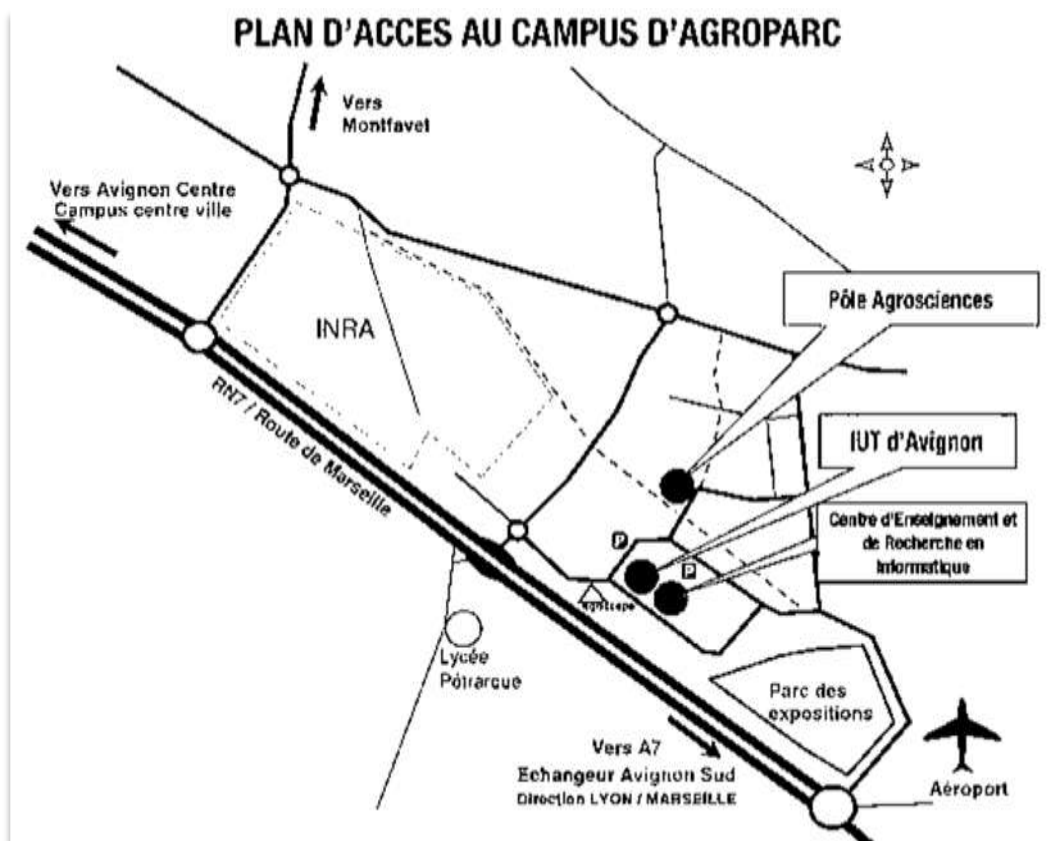 PLAN D'ACCES AU CAMPUS D'AGROPARC
Vers
Montfavet
Vers Avignon Centre
Campus centre ville
Pôle Agrosciences
INRA
RN7 / Route de Marseille
IUT d'Avignon
Centre d'Enseignement et
de Recherche en
Informatique
P
P
Lycée
Pétrarque
Parc des
expositions
Vers A7
Echangeur Avignon Sud
Direction LYON / MARSEILLE
Aéroport